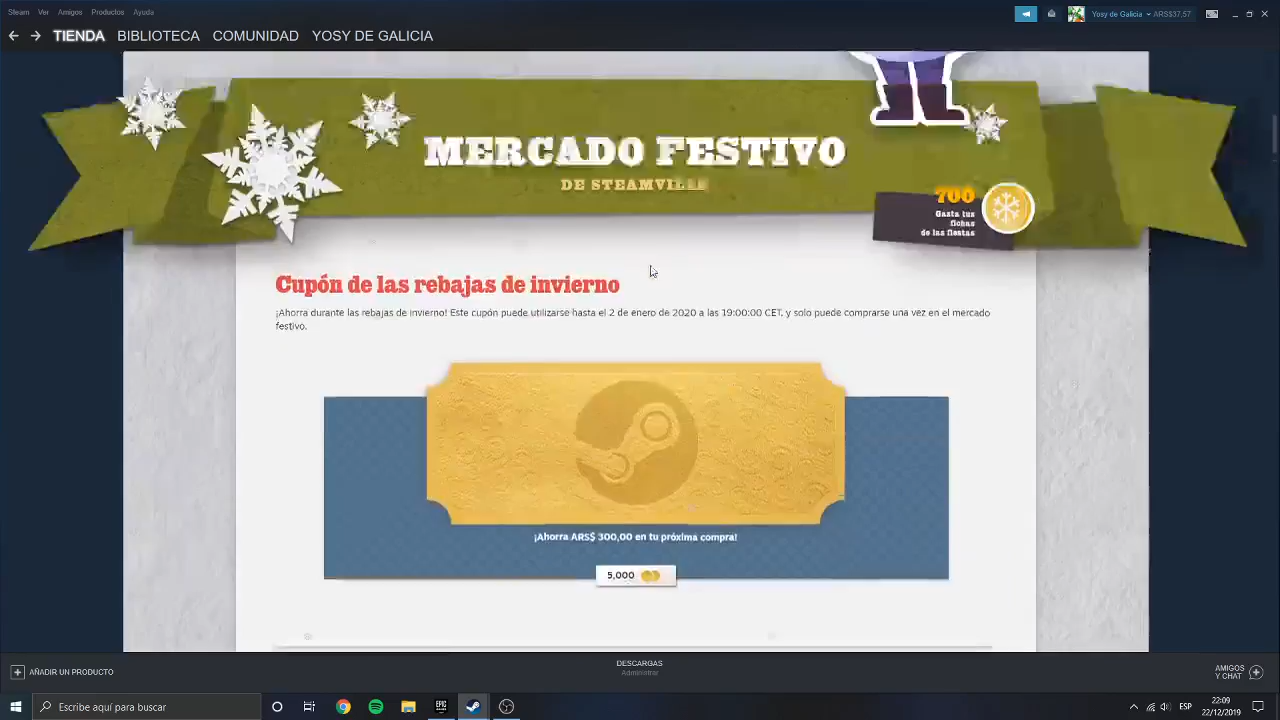 Steam Ver Amigos Productos Ayuda
Yosy de Galicia ARS$37,57
TIENDA BIBLIOTECA COMUNIDAD YOSY DE GALICIA
MERCADO FESTIVO
DE STEAMVILLE
700
Gasta tus
fichas
de las fiestas
Cupón de las rebajas de invierno
¡Ahorra durante las rebajas de invierno! Este cupón puede utilizarse hasta el 2 de enero de 2020 a las 19:00:00 CET, y solo puede comprarse una vez en el mercado
festivo.
¡Ahorra ARS$ 300,00 en tu próxima compra!
5,000
AÑADIR UN PRODUCTO
DESCARGAS
Administrar
AMIGOS
Y CHAT
Escribe aquí para buscar
EPIC
ESP
22:09
22/12/2019